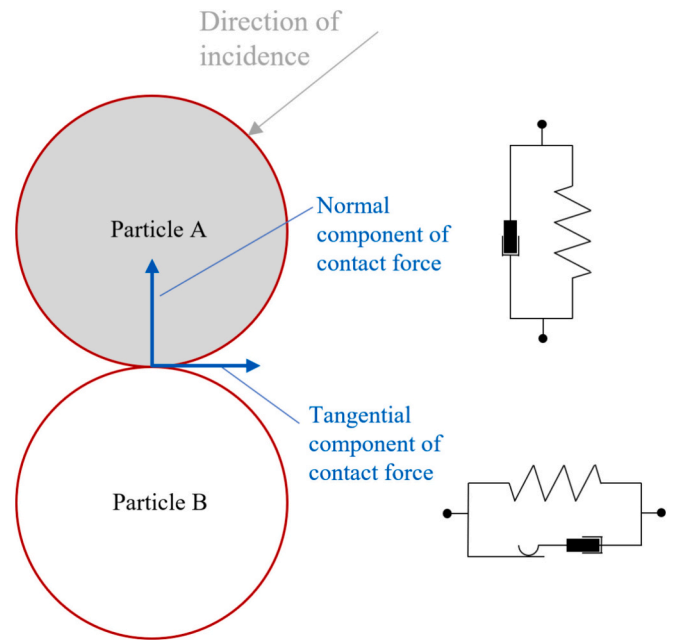 Direction of
incidence
Particle A
Normal
component of
contact force
Tangential
component of
contact force
Particle B